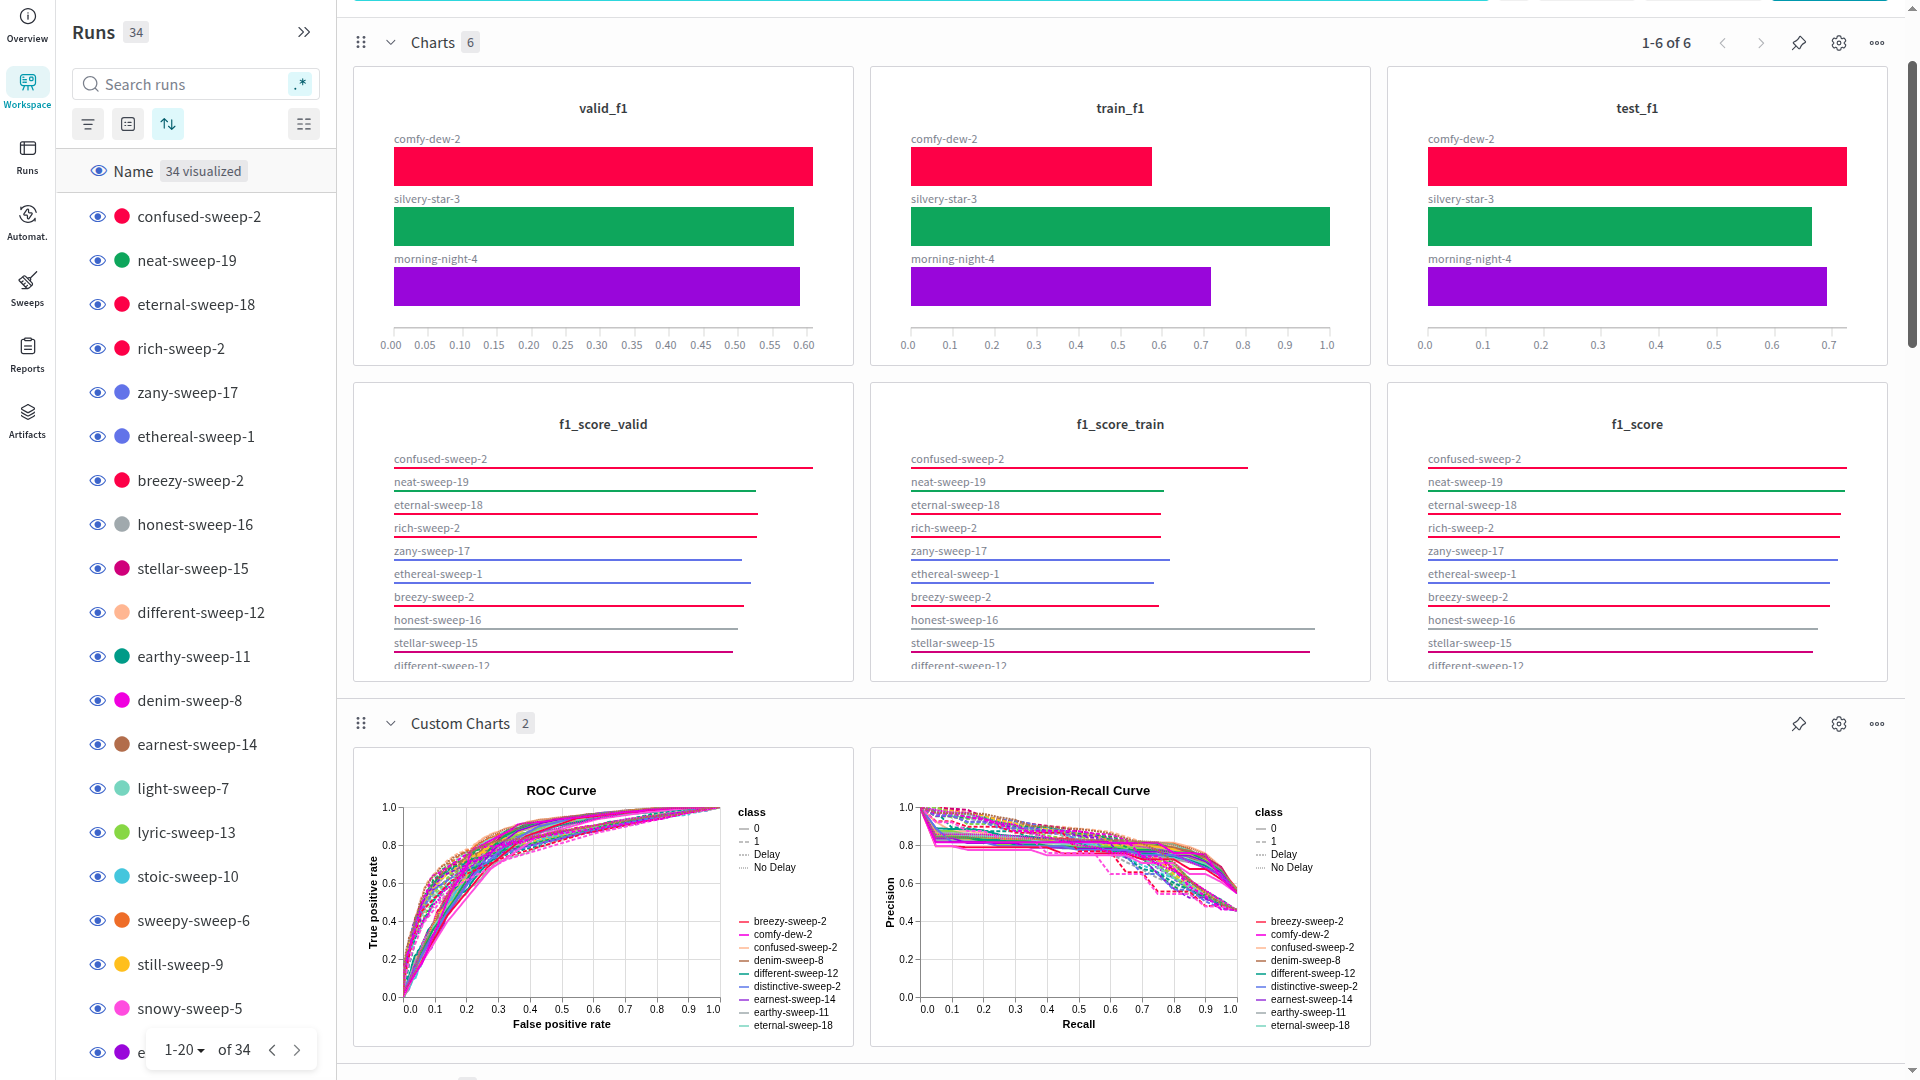 Overview
Workspace
Runs
Automat.
Sweeps
Reports
Artifacts
Runs 34
Search runs
.*
Name 34 visualized
confused-sweep-2
neat-sweep-19
eternal-sweep-18
rich-sweep-2
zany-sweep-17
ethereal-sweep-1
breezy-sweep-2
honest-sweep-16
stellar-sweep-15
different-sweep-12
earthy-sweep-11
denim-sweep-8
earnest-sweep-14
light-sweep-7
lyric-sweep-13
stoic-sweep-10
sweepy-sweep-6
still-sweep-9
snowy-sweep-5
e
1-20 of 34
Charts 6
1-6 of 6
valid_f1
comfy-dew-2
silvery-star-3
morning-night-4
0.00 0.05 0.10 0.15 0.20 0.25 0.30 0.35 0.40 0.45 0.50 0.55 0.60
train_f1
comfy-dew-2
silvery-star-3
morning-night-4
0.0 0.1 0.2 0.3 0.4 0.5 0.6 0.7 0.8 0.9 1.0
test_f1
comfy-dew-2
silvery-star-3
morning-night-4
0.0 0.1 0.2 0.3 0.4 0.5 0.6 0.7
f1_score_valid
confused-sweep-2
neat-sweep-19
eternal-sweep-18
rich-sweep-2
zany-sweep-17
ethereal-sweep-1
breezy-sweep-2
honest-sweep-16
stellar-sweep-15
different-sweep-12
f1_score_train
confused-sweep-2
neat-sweep-19
eternal-sweep-18
rich-sweep-2
zany-sweep-17
ethereal-sweep-1
breezy-sweep-2
honest-sweep-16
stellar-sweep-15
different-sweep-12
f1_score
confused-sweep-2
neat-sweep-19
eternal-sweep-18
rich-sweep-2
zany-sweep-17
ethereal-sweep-1
breezy-sweep-2
honest-sweep-16
stellar-sweep-15
different-sweep-12
Custom Charts 2
ROC Curve
True positive rate
1.0
0.8
0.6
0.4
0.2
0.0
0.0 0.1 0.2 0.3 0.4 0.5 0.6 0.7 0.8 0.9 1.0
False positive rate
class
0
1
Delay
No Delay
breezy-sweep-2
comfy-dew-2
confused-sweep-2
denim-sweep-8
different-sweep-12
distinctive-sweep-2
earnest-sweep-14
earthy-sweep-11
eternal-sweep-18
Precision-Recall Curve
Precision
1.0
0.8
0.6
0.4
0.2
0.0
0.0 0.1 0.2 0.3 0.4 0.5 0.6 0.7 0.8 0.9 1.0
Recall
class
0
1
Delay
No Delay
breezy-sweep-2
comfy-dew-2
confused-sweep-2
denim-sweep-8
different-sweep-12
distinctive-sweep-2
earnest-sweep-14
earthy-sweep-11
eternal-sweep-18